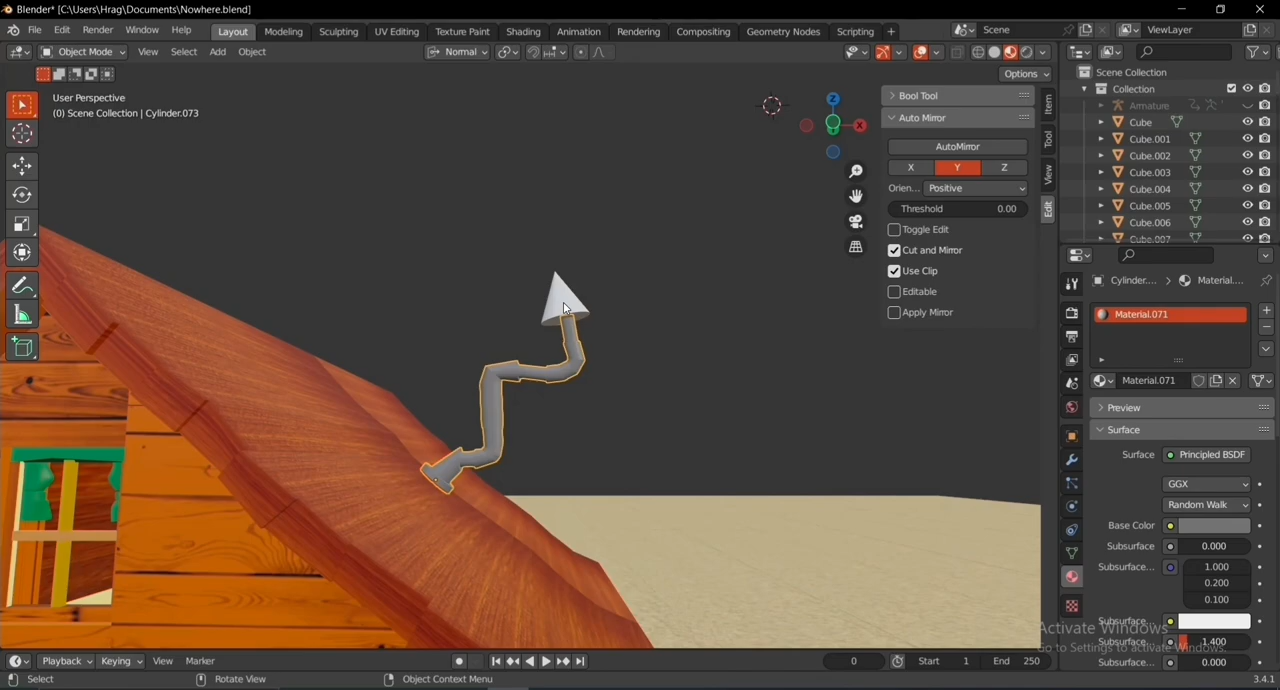 Blender* [C:\Users\Hrag\Documents\Nowhere.blend]
File Edit Render Window Help Layout Modeling Sculpting UV Editing Texture Paint Shading Animation Rendering Compositing Geometry Nodes Scripting + Scene ViewLayer
Object Mode View Select Add Object Normal
Options
User Perspective
(0) Scene Collection | Cylinder.073
Z
X
Bool Tool
Auto Mirror
AutoMirror
X Y Z
Orien... Positive
Threshold 0.00
Toggle Edit
Cut and Mirror
Use Clip
Editable
Apply Mirror
Item
Tool
View
Edit
Scene Collection
Collection
Armature
Cube
Cube.001
Cube.002
Cube.003
Cube.004
Cube.005
Cube.006
Cube.007
Cylinder.... > Material....
Material.071
Material.071
Preview
Surface
Surface Principled BSDF
GGX
Random Walk
Base Color
Subsurface 0.000
Subsurface... 1.000
0.200
0.100
Subsurface...
Subsurface... 1.400
Subsurface... 0.000
Activate Windows
Go to Settings to activate Windows.
Playback Keying View Marker 0 Start 1 End 250
Select Rotate View Object Context Menu 3.4.1